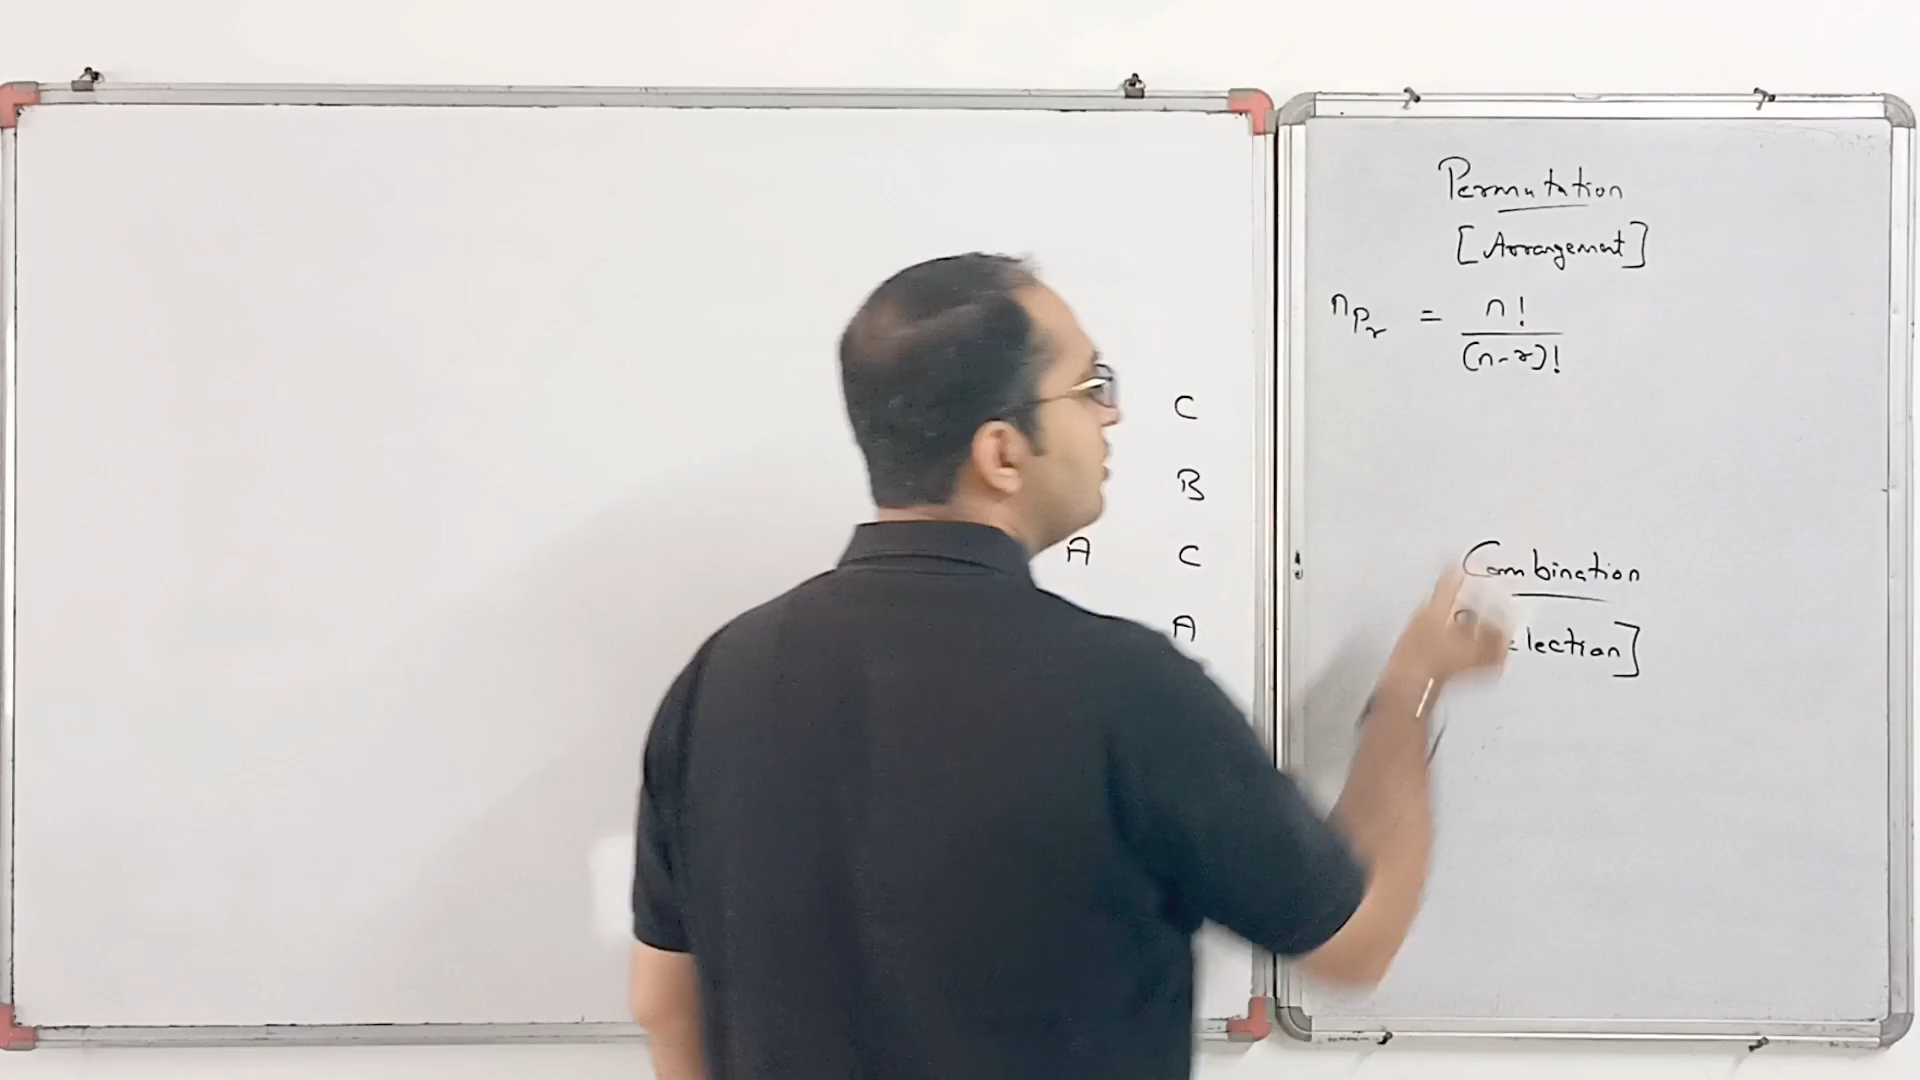 C
B
A C
A
Permutation
[Arrangement]
nPr = n! / (n-r)!
Combination
lection]